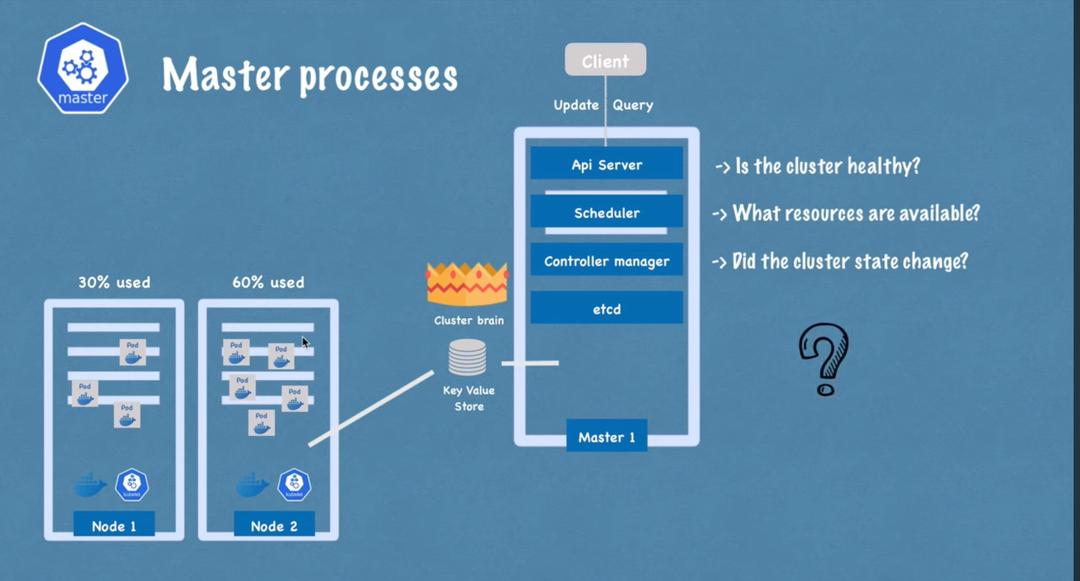 master
Master processes
Client
Update Query
Api Server
-> Is the cluster healthy?
Scheduler
-> What resources are available?
Controller manager
-> Did the cluster state change?
etcd
Cluster brain
Key Value
Store
Master 1
30% used
60% used
Pod
Pod
Pod
kubelet
Node 1
Pod
Pod
Pod
Pod
Pod
kubelet
Node 2
?